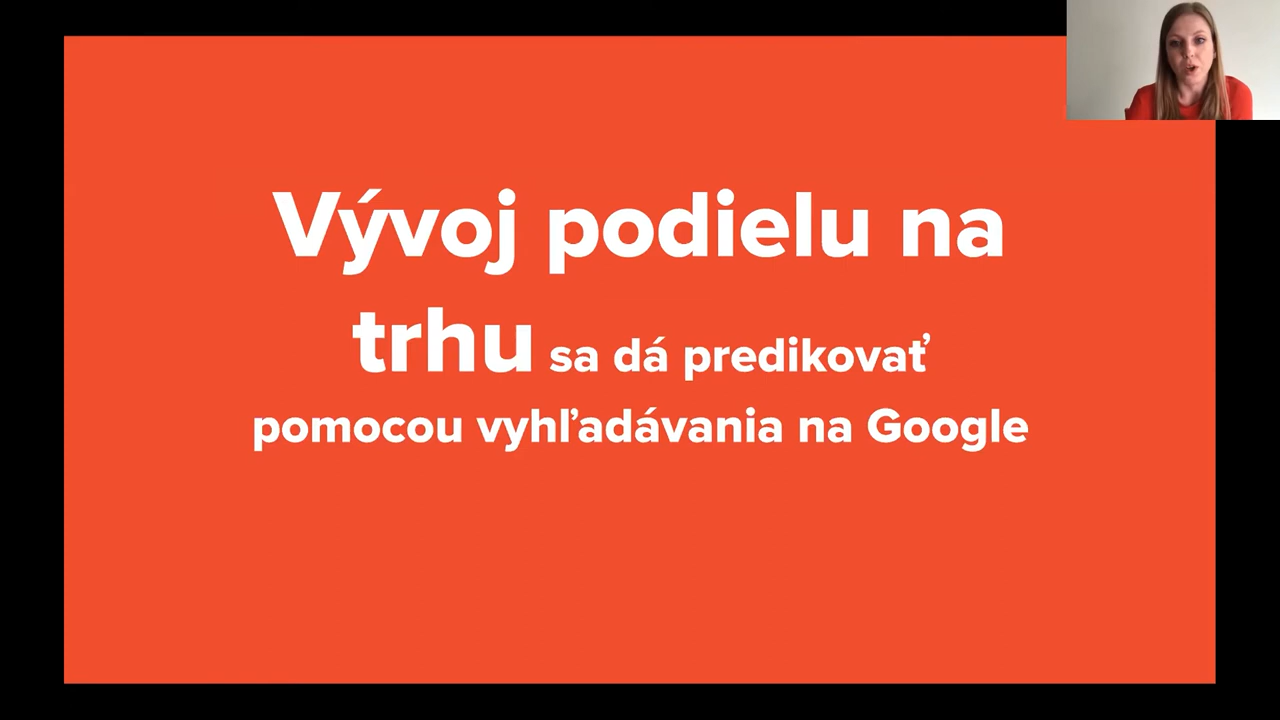 Vývoj podielu na
trhu sa dá predikovať
pomocou vyhľadávania na Google